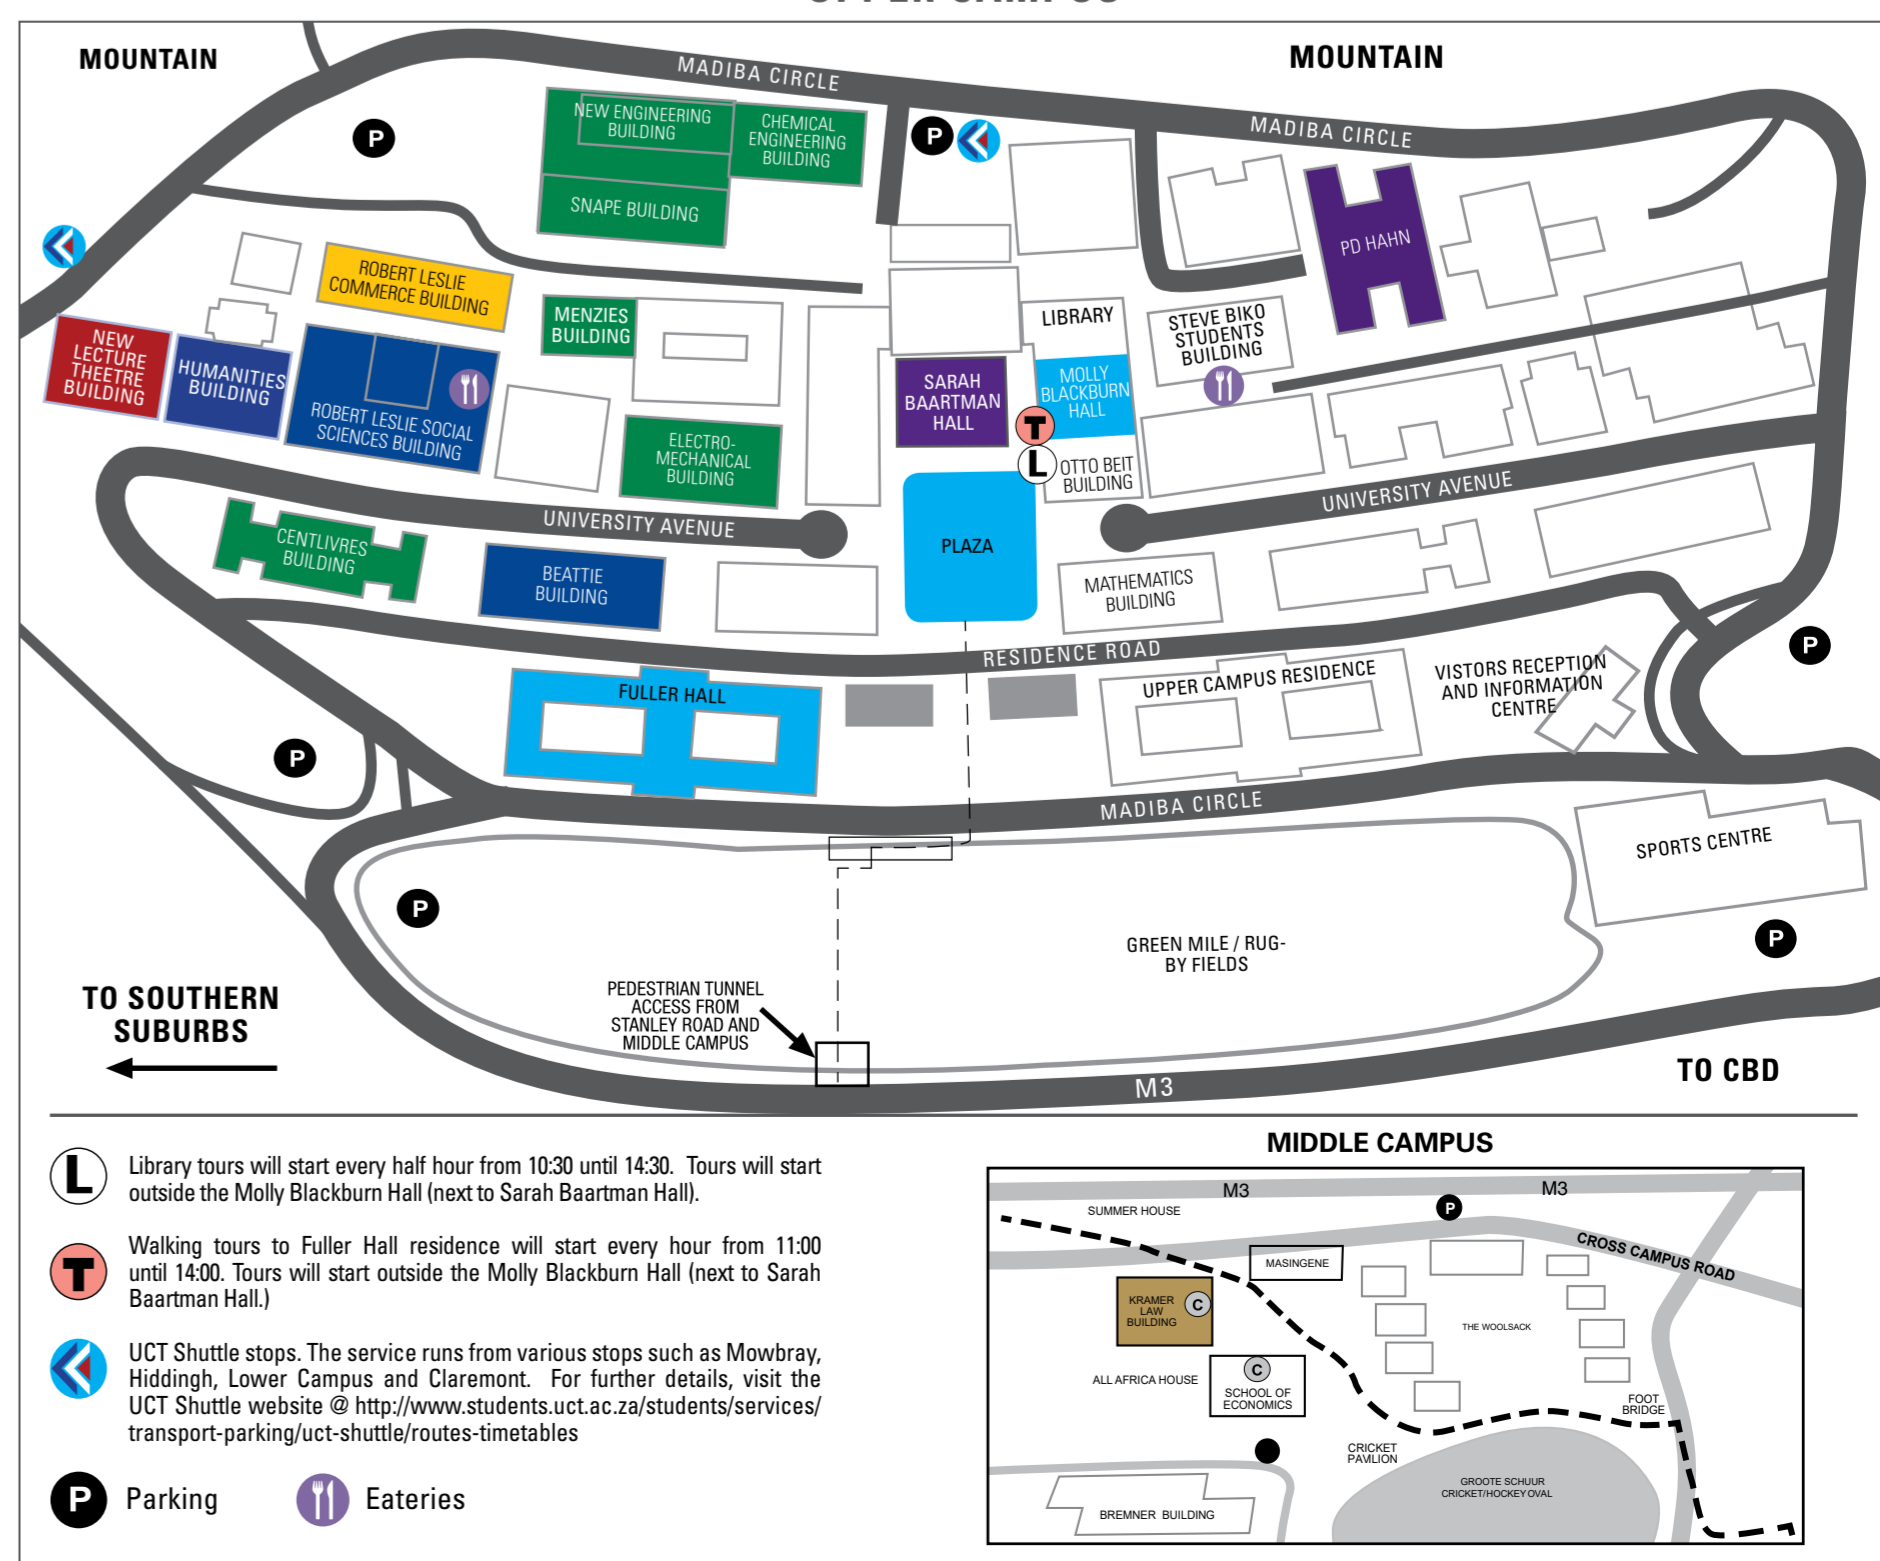 UPPER CAMPUS
MOUNTAIN
MOUNTAIN
MADIBA CIRCLE
MADIBA CIRCLE
P
P
NEW ENGINEERING
BUILDING
CHEMICAL
ENGINEERING
BUILDING
SNAPE BUILDING
PD HAHN
ROBERT LESLIE
COMMERCE BUILDING
MENZIES
BUILDING
LIBRARY
STEVE BIKO
STUDENTS
BUILDING
NEW
LECTURE
THEETRE
BUILDING
HUMANITIES
BUILDING
ROBERT LESLIE SOCIAL
SCIENCES BUILDING
SARAH
BAARTMAN
HALL
MOLLY
BLACKBURN
HALL
T
L
ELECTRO-
MECHANICAL
BUILDING
OTTO BEIT
BUILDING
UNIVERSITY AVENUE
UNIVERSITY AVENUE
CENTLIVRES
BUILDING
BEATTIE
BUILDING
PLAZA
MATHEMATICS
BUILDING
RESIDENCE ROAD
P
FULLER HALL
UPPER CAMPUS RESIDENCE
VISTORS RECEPTION
AND INFORMATION
CENTRE
P
MADIBA CIRCLE
SPORTS CENTRE
P
P
GREEN MILE / RUG-
BY FIELDS
PEDESTRIAN TUNNEL
ACCESS FROM
STANLEY ROAD AND
MIDDLE CAMPUS
TO SOUTHERN
SUBURBS
M3
TO CBD
L
Library tours will start every half hour from 10:30 until 14:30. Tours will start
outside the Molly Blackburn Hall (next to Sarah Baartman Hall).
T
Walking tours to Fuller Hall residence will start every hour from 11:00
until 14:00. Tours will start outside the Molly Blackburn Hall (next to Sarah
Baartman Hall.)
UCT Shuttle stops. The service runs from various stops such as Mowbray,
Hiddingh, Lower Campus and Claremont. For further details, visit the
UCT Shuttle website @ http://www.students.uct.ac.za/students/services/
transport-parking/uct-shuttle/routes-timetables
P Parking
Eateries
MIDDLE CAMPUS
M3
M3
SUMMER HOUSE
P
CROSS CAMPUS ROAD
MASINGENE
KRAMER
LAW
BUILDING
C
THE WOOLSACK
ALL AFRICA HOUSE
C
SCHOOL OF
ECONOMICS
FOOT
BRIDGE
CRICKET
PAVILION
GROOTE SCHUUR
CRICKET/HOCKEY OVAL
BREMNER BUILDING